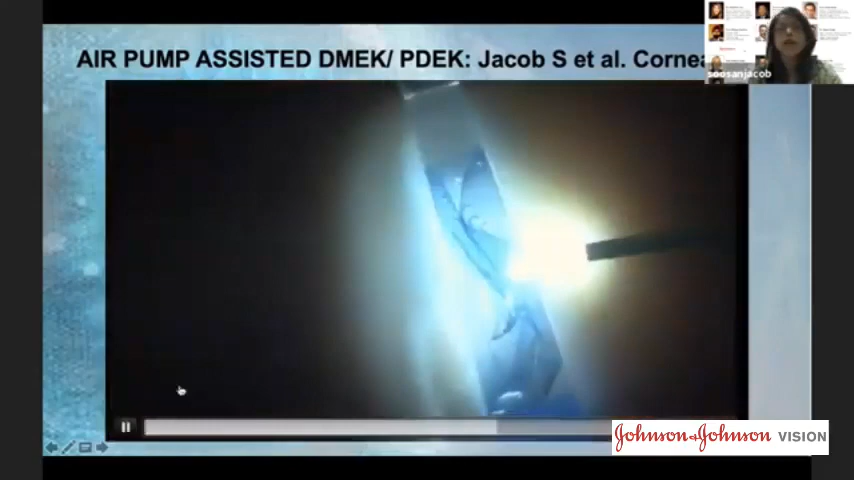 AIR PUMP ASSISTED DMEK/ PDEK: Jacob S et al. Cornea
soosanjacob
Johnson & Johnson VISION